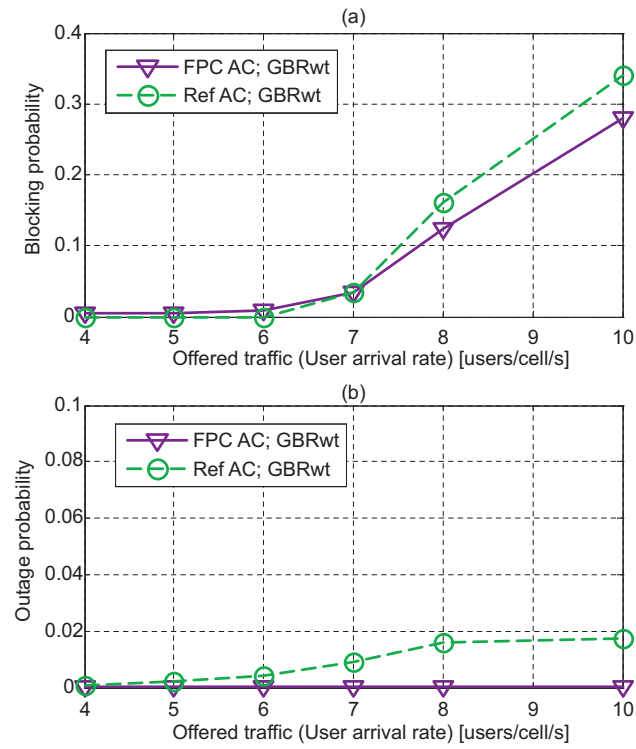 (a)
0.4
0.3
0.2
0.1
0
Blocking probability
FPC AC; GBRwt
Ref AC; GBRwt
4 5 6 7 8 9 10
Offered traffic (User arrival rate) [users/cell/s]
(b)
0.1
0.08
0.06
0.04
0.02
0
Outage probability
FPC AC; GBRwt
Ref AC; GBRwt
4 5 6 7 8 9 10
Offered traffic (User arrival rate) [users/cell/s]